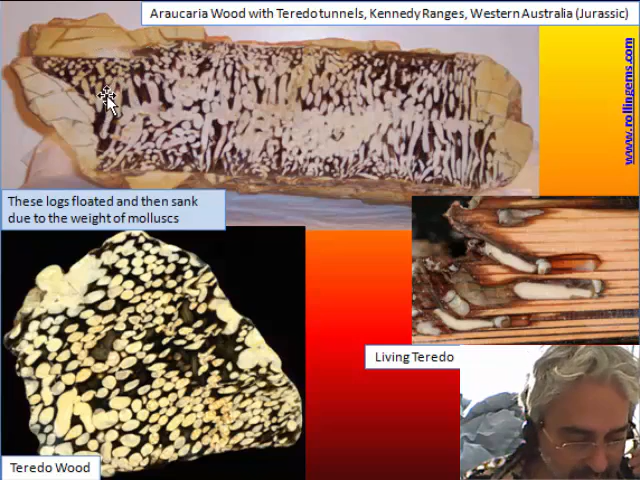 Araucaria Wood with Teredo tunnels, Kennedy Ranges, Western Australia (Jurassic)
www.rollingems.com
These logs floated and then sank
due to the weight of molluscs
Living Teredo
Teredo Wood